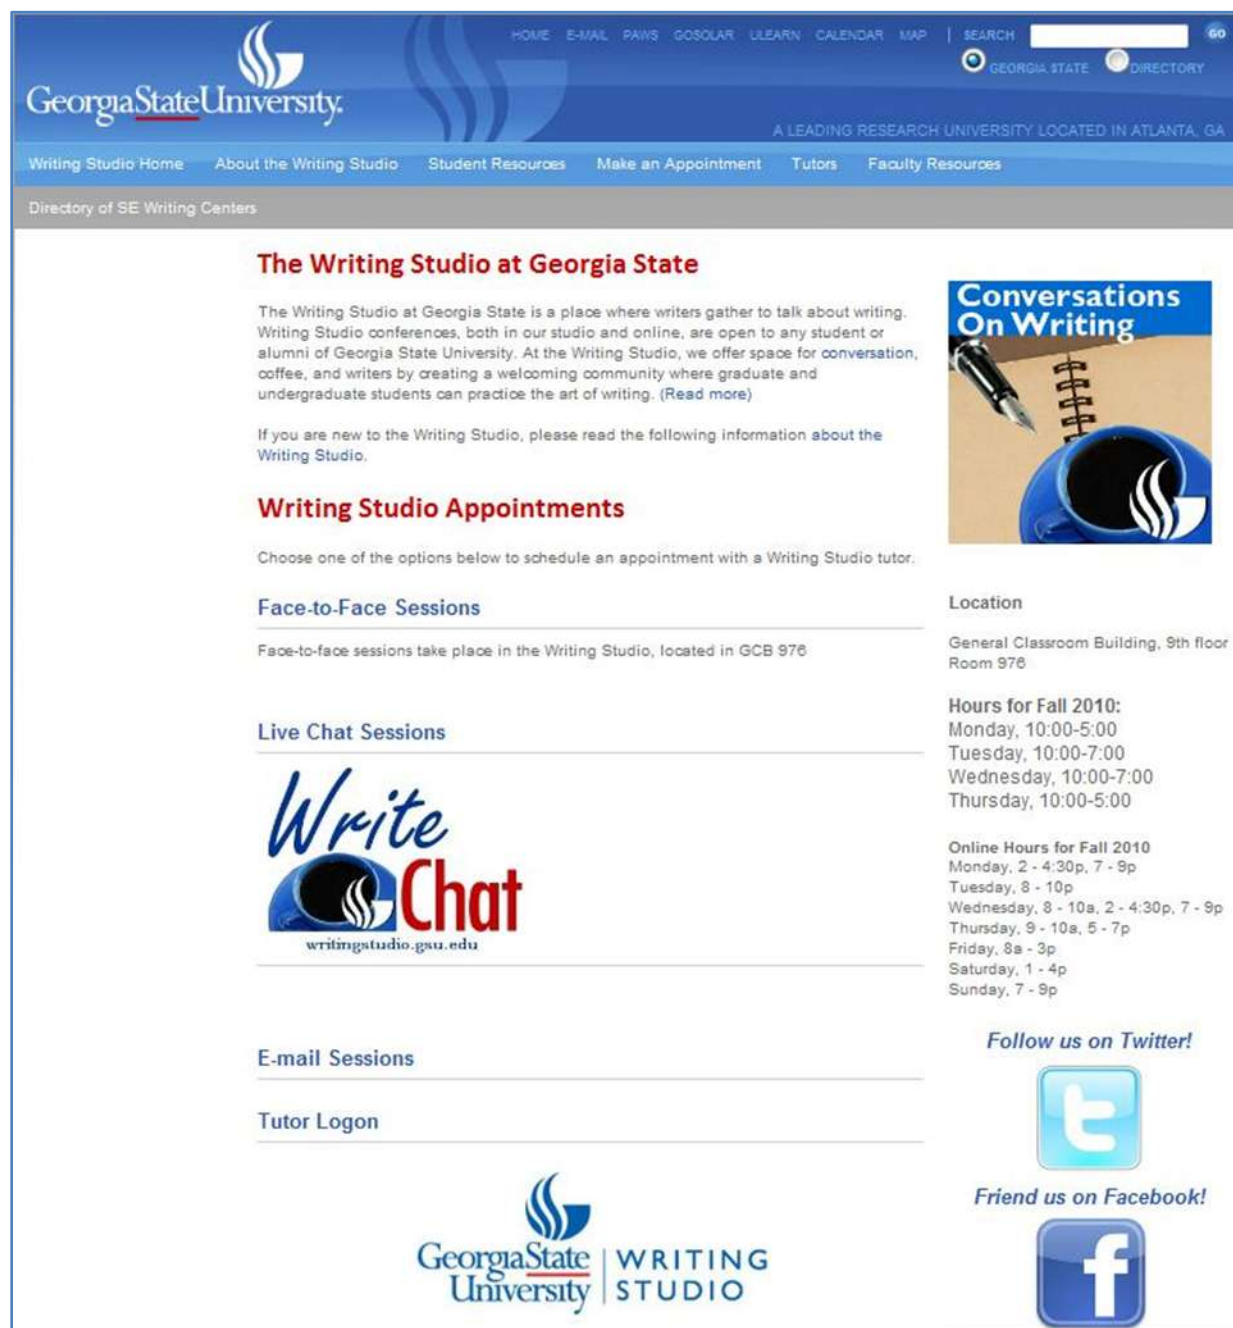 HOME E-MAIL PAWS GOSOLAR ULEARN CALENDAR MAP | SEARCH GO
GEORGIA STATE DIRECTORY
GeorgiaStateUniversity.
A LEADING RESEARCH UNIVERSITY LOCATED IN ATLANTA, GA
Writing Studio Home About the Writing Studio Student Resources Make an Appointment Tutors Faculty Resources
Directory of SE Writing Centers
The Writing Studio at Georgia State
The Writing Studio at Georgia State is a place where writers gather to talk about writing.
Writing Studio conferences, both in our studio and online, are open to any student or
alumni of Georgia State University. At the Writing Studio, we offer space for conversation,
coffee, and writers by creating a welcoming community where graduate and
undergraduate students can practice the art of writing. (Read more)
If you are new to the Writing Studio, please read the following information about the
Writing Studio.
Writing Studio Appointments
Choose one of the options below to schedule an appointment with a Writing Studio tutor.
Face-to-Face Sessions
Face-to-face sessions take place in the Writing Studio, located in GCB 976
Live Chat Sessions
Write
Chat
writingstudio.gsu.edu
E-mail Sessions
Tutor Logon
GeorgiaState
University
WRITING
STUDIO
Conversations
On Writing
Location
General Classroom Building, 9th floor
Room 976
Hours for Fall 2010:
Monday, 10:00-5:00
Tuesday, 10:00-7:00
Wednesday, 10:00-7:00
Thursday, 10:00-5:00
Online Hours for Fall 2010
Monday, 2 - 4:30p, 7 - 9p
Tuesday, 8 - 10p
Wednesday, 8 - 10a, 2 - 4:30p, 7 - 9p
Thursday, 9 - 10a, 5 - 7p
Friday, 8a - 3p
Saturday, 1 - 4p
Sunday, 7 - 9p
Follow us on Twitter!
t
Friend us on Facebook!
f